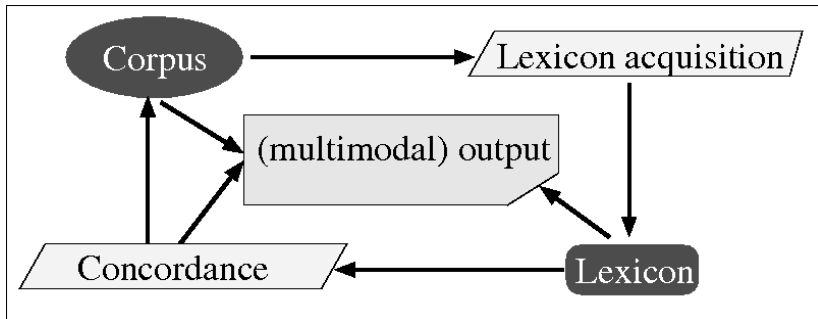 Corpus
Lexicon acquisition
(multimodal) output
Concordance
Lexicon